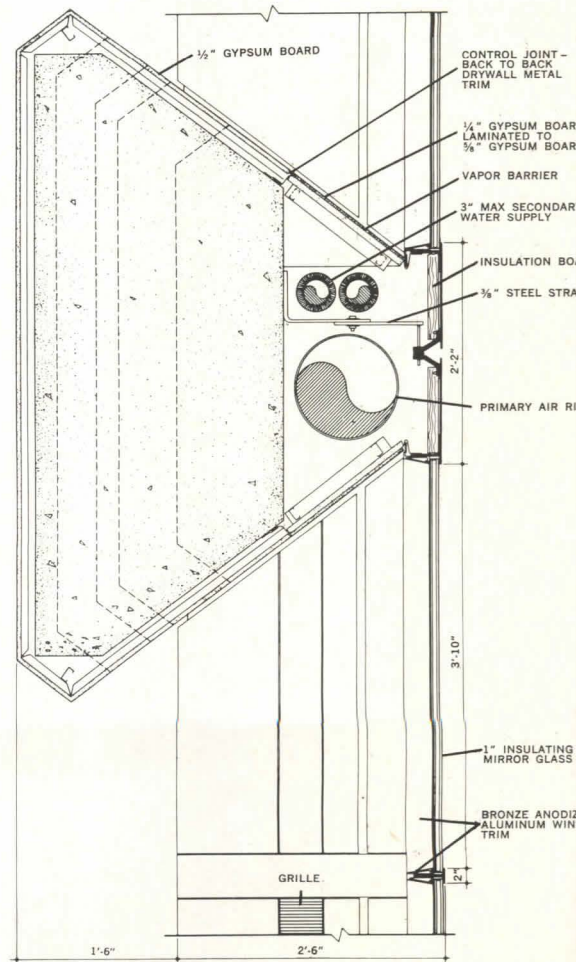 ½" GYPSUM BOARD
CONTROL JOINT –
BACK TO BACK
DRYWALL METAL
TRIM
¼" GYPSUM BOAR
LAMINATED TO
⅝" GYPSUM BOAR
VAPOR BARRIER
3" MAX SECONDAR
WATER SUPPLY
INSULATION BOA
⅜" STEEL STRA
2'-2"
PRIMARY AIR RI
3'-10"
1" INSULATING
MIRROR GLASS
BRONZE ANODIZ
ALUMINUM WIN
TRIM
2"
GRILLE
1'-6"
2'-6"